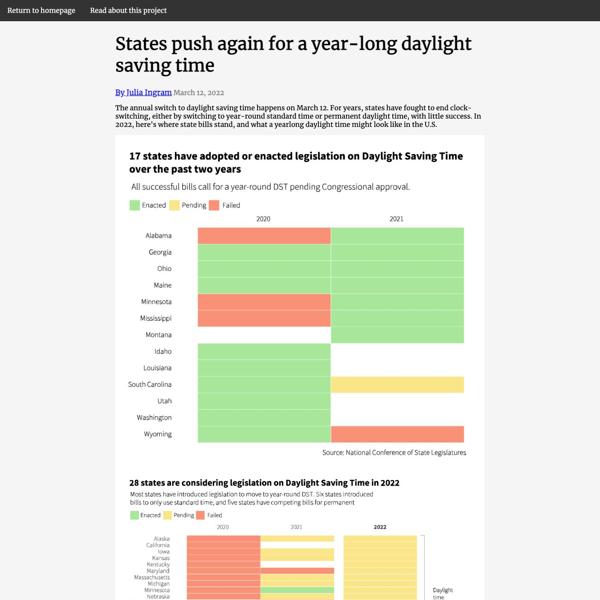 Return to homepage Read about this project
States push again for a year-long daylight
saving time
By Julia Ingram March 12, 2022
The annual switch to daylight saving time happens on March 12. For years, states have fought to end clock-
switching, either by switching to year-round standard time or permanent daylight time, with little success. In
2022, here's where state bills stand, and what a yearlong daylight time might look like in the U.S.
17 states have adopted or enacted legislation on Daylight Saving Time
over the past two years
All successful bills call for a year-round DST pending Congressional approval.
Enacted Pending Failed
2020 2021
Alabama
Georgia
Ohio
Maine
Minnesota
Mississippi
Montana
Idaho
Louisiana
South Carolina
Utah
Washington
Wyoming
Source: National Conference of State Legislatures
28 states are considering legislation on Daylight Saving Time in 2022
Most states have introduced legislation to move to year-round DST. Six states introduced
bills to only use standard time, and five states have competing bills for permanent
Enacted Pending Failed
2020 2021 2022
Alaska
California
Iowa
Kansas
Kentucky
Maryland
Massachusetts
Michigan
Minnesota
Nebraska
Daylight
time